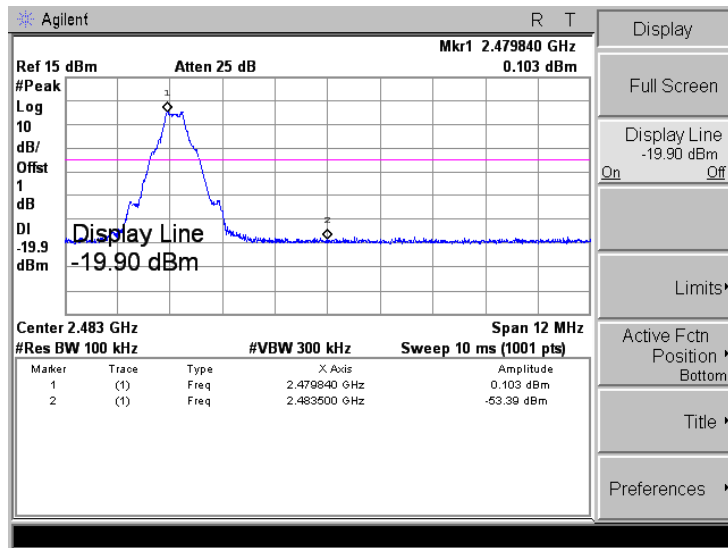 Agilent R T
Mkr1 2.479840 GHz
Ref 15 dBm Atten 25 dB 0.103 dBm
#Peak
Log
10
dB/
Offst
1
dB
DI
-19.9
dBm
1
2
Display Line
-19.90 dBm
Center 2.483 GHz Span 12 MHz
#Res BW 100 kHz #VBW 300 kHz Sweep 10 ms (1001 pts)
Marker Trace Type X Axis Amplitude
1 (1) Freq 2.479840 GHz 0.103 dBm
2 (1) Freq 2.483500 GHz -53.39 dBm
Display
Full Screen
Display Line
-19.90 dBm
On Off
Limits
Active Fctn
Position
Bottom
Title
Preferences